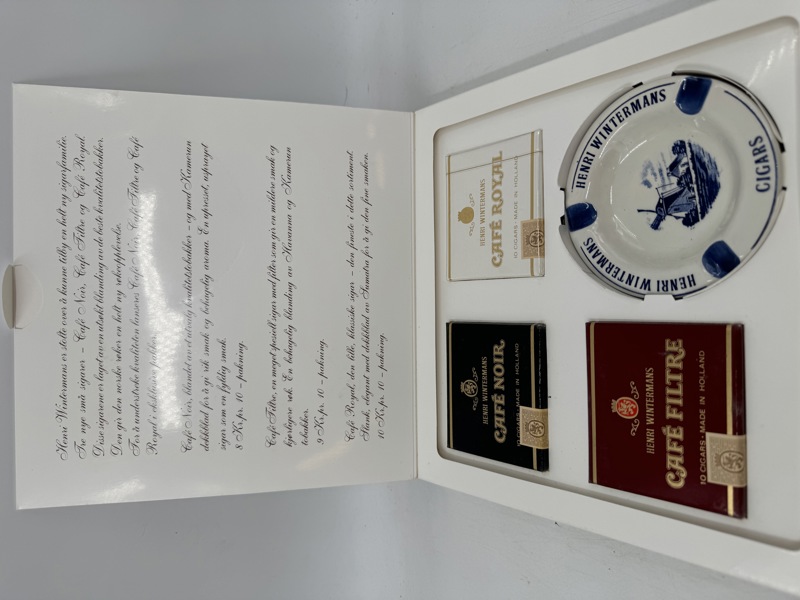 Henri Wintermans er stolte over å kunne tilby en helt ny sigarfamilie.
Tre nye små sigarer – Café Noir, Café Filtre og Café Royal.
Disse sigarene er laget av en utsøkt blanding av de beste kvalitetstobakker.
Den gir den norske røker en helt ny røkeopplevelse.
For å understreke kvaliteten lanseres Café Noir, Café Filtre og Café
Royal i eksklusive pakker.
Café Noir, blandet av et utvalg kvalitetstobakker – og med Kamerun
dekkblad for å gi rik smak og behagelig aroma. En upreset,
sigar som en fyldig smak.
8 Kr. pr. 10 – pakning.
Café Filtre, en meget spesiell sigar med filter som gir en mildere smak og
kjøligere røk. En behagelig blanding av Havanna og Kamerun
tobakker.
9 Kr. pr. 10 – pakning.
Café Royal, den lille, klassiske sigar – den fineste i dette sortiment.
Slank, elegant med dekkblad av Sumatra for å gi den fine smaken.
10 Kr. pr. 10 – pakning.
HENRI WINTERMANS
CAFÉ NOIR
10 CIGARS · MADE IN HOLLAND
HENRI WINTERMANS
CAFÉ ROYAL
10 CIGARS · MADE IN HOLLAND
HENRI WINTERMANS
CAFÉ FILTRE
10 CIGARS · MADE IN HOLLAND
HENRI WINTERMANS
HENRI WINTERMANS
CIGARS